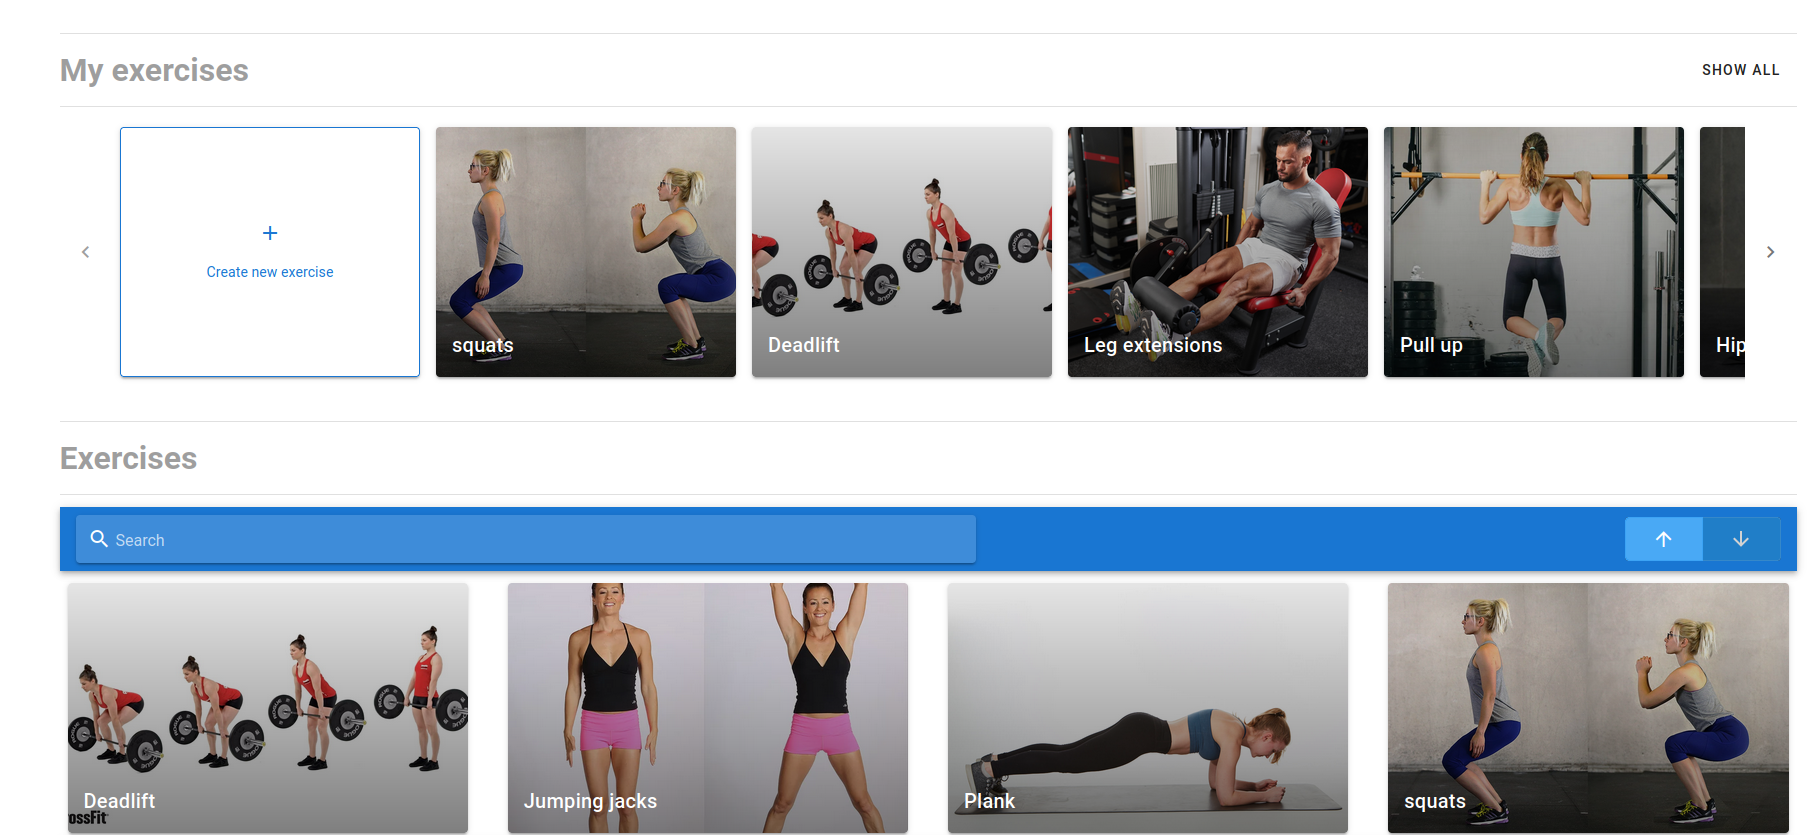 My exercises
SHOW ALL
Create new exercise
squats
Deadlift
Leg extensions
Pull up
Hip
Exercises
Search
Deadlift
ossFit
Jumping jacks
Plank
squats